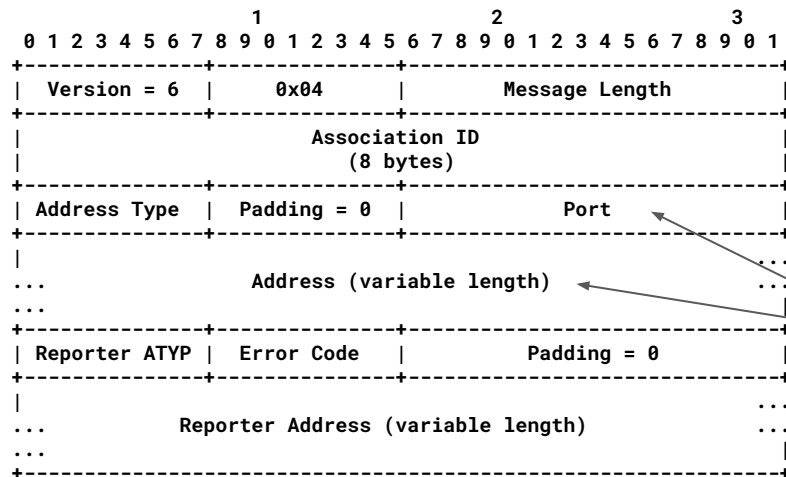 1                   2                   3
 0 1 2 3 4 5 6 7 8 9 0 1 2 3 4 5 6 7 8 9 0 1 2 3 4 5 6 7 8 9 0 1
+---------------+---------------+-------------------------------+
|  Version = 6  |     0x04      |        Message Length         |
+---------------+---------------+-------------------------------+
|                        Association ID                         |
|                           (8 bytes)                           |
+---------------+---------------+-------------------------------+
| Address Type  |  Padding = 0  |             Port              |
+---------------+---------------+-------------------------------+
|                                                             ...
...                 Address (variable length)                 ...
...                                                             |
+---------------+---------------+-------------------------------+
| Reporter ATYP |  Error Code   |          Padding = 0          |
+---------------+---------------+-------------------------------+
|                                                             ...
...           Reporter Address (variable length)              ...
...                                                             |
+---------------+---------------+-------------------------------+